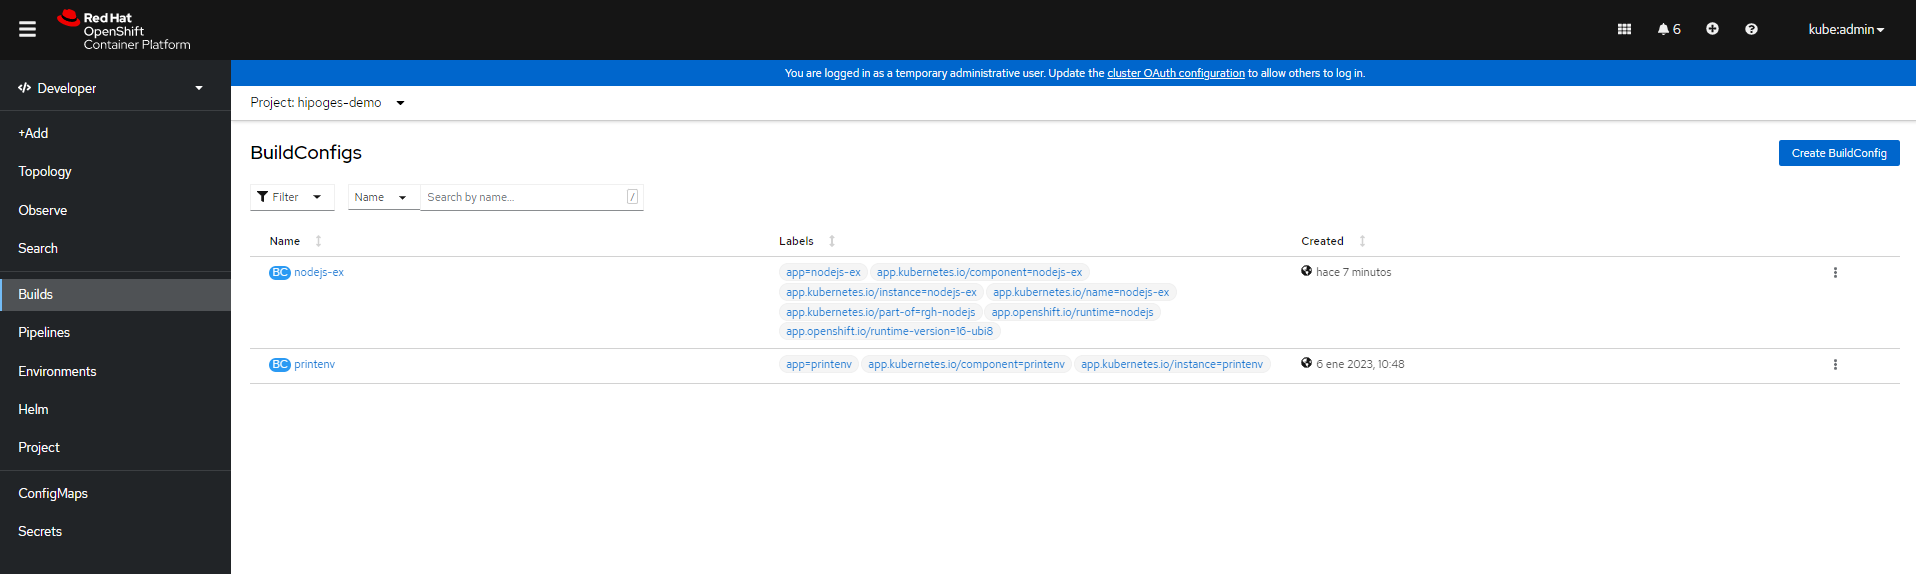 Red Hat
OpenShift
Container Platform
6
kube:admin
You are logged in as a temporary administrative user. Update the cluster OAuth configuration to allow others to log in.
Developer
Project: hipoges-demo
+Add
Topology
Observe
Search
Builds
Pipelines
Environments
Helm
Project
ConfigMaps
Secrets
BuildConfigs
Create BuildConfig
Filter
Name
Search by name...
/
Name
Labels
Created
BC nodejs-ex
app=nodejs-ex
app.kubernetes.io/component=nodejs-ex
app.kubernetes.io/instance=nodejs-ex
app.kubernetes.io/name=nodejs-ex
app.kubernetes.io/part-of=rgh-nodejs
app.openshift.io/runtime=nodejs
app.openshift.io/runtime-version=16-ubi8
hace 7 minutos
BC printenv
app=printenv
app.kubernetes.io/component=printenv
app.kubernetes.io/instance=printenv
6 ene 2023, 10:48